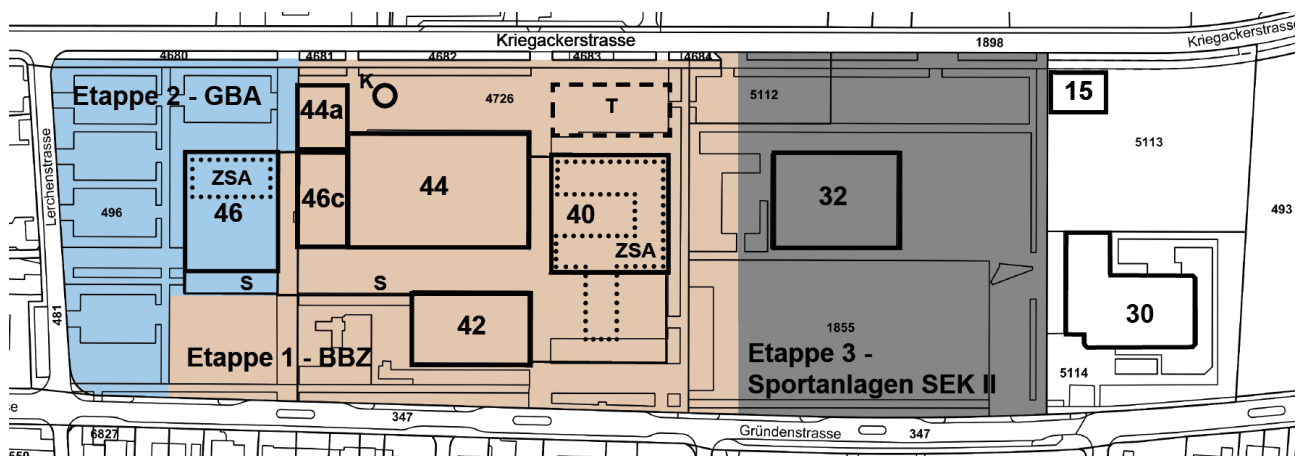 Kriegackerstrasse
1898
Kriegackerstrasse
4680
4681
4682
4683
4684
Etappe 2 - GBA
K
44a
4726
T
5112
15
Lerchenstrasse
ZSA
46
46c
44
40
ZSA
32
5113
496
493
S
S
481
42
30
Etappe 1 - BBZ
1855
Etappe 3 -
Sportanlagen SEK II
5114
se
347
Gründenstrasse
347
6827